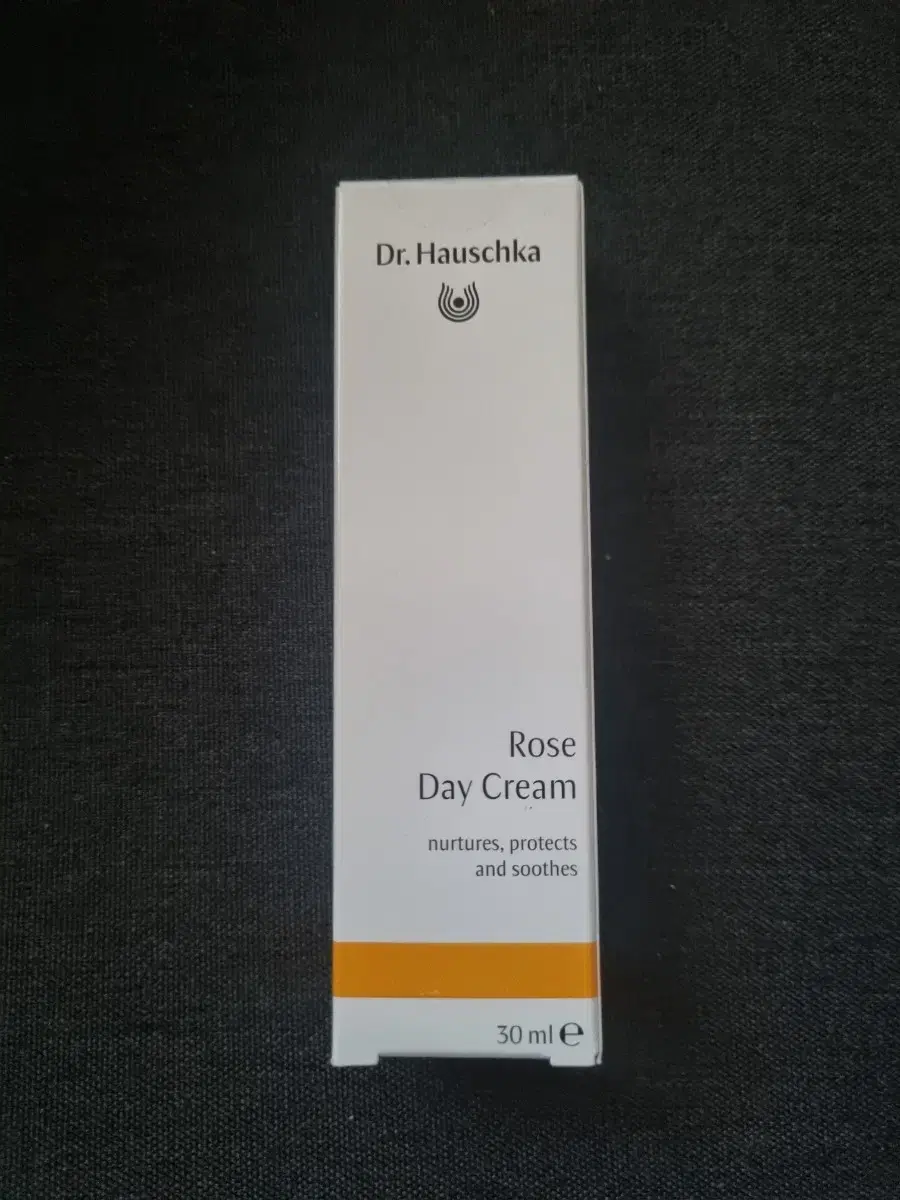 Dr. Hauschka
Rose
Day Cream
nurtures, protects
and soothes
30 ml ℮